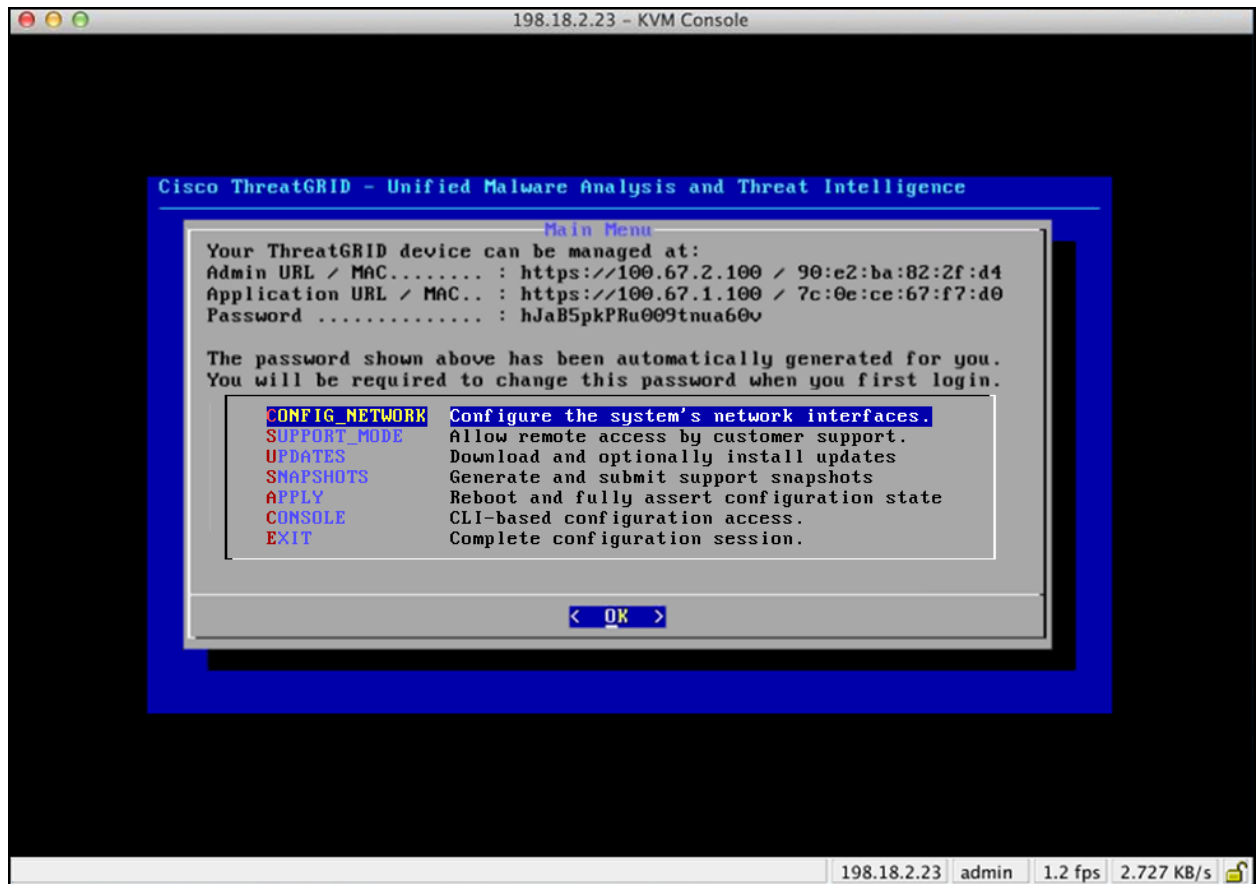 198.18.2.23 – KVM Console
Cisco ThreatGRID - Unified Malware Analysis and Threat Intelligence
Main Menu
Your ThreatGRID device can be managed at:
Admin URL / MAC........ : https://100.67.2.100 / 90:e2:ba:82:2f:d4
Application URL / MAC.. : https://100.67.1.100 / 7c:0e:ce:67:f7:d0
Password .............. : hJaB5pkPRu009tnua60v
The password shown above has been automatically generated for you.
You will be required to change this password when you first login.
CONFIG_NETWORK Configure the system's network interfaces.
SUPPORT_MODE Allow remote access by customer support.
UPDATES Download and optionally install updates
SNAPSHOTS Generate and submit support snapshots
APPLY Reboot and fully assert configuration state
CONSOLE CLI-based configuration access.
EXIT Complete configuration session.
< OK >
198.18.2.23 admin 1.2 fps 2.727 KB/s